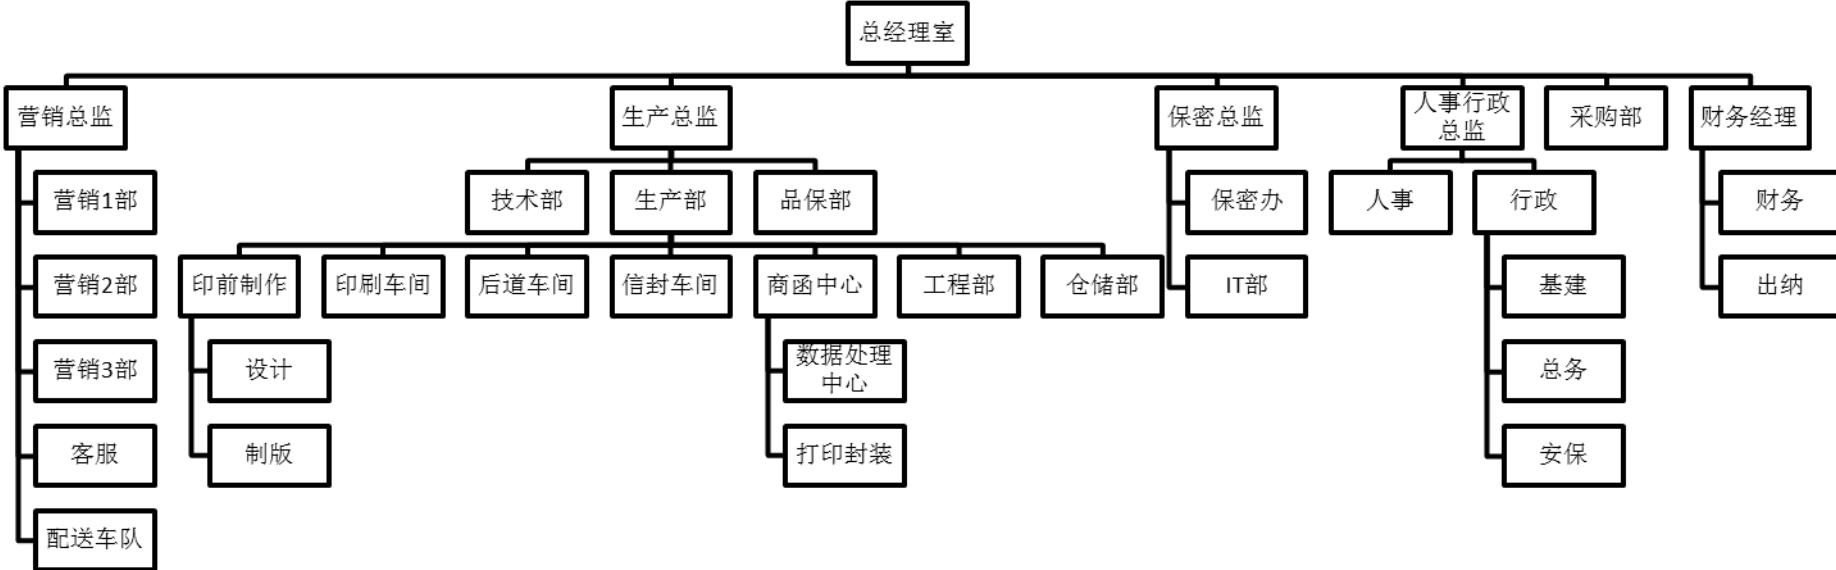 总经理室
营销总监
生产总监
保密总监
人事行政
总监
采购部
财务经理
营销1部
技术部
生产部
品保部
保密办
人事
行政
财务
营销2部
印前制作
印刷车间
后道车间
信封车间
商函中心
工程部
仓储部
IT部
基建
出纳
营销3部
设计
数据处理
中心
总务
客服
制版
打印封装
安保
配送车队